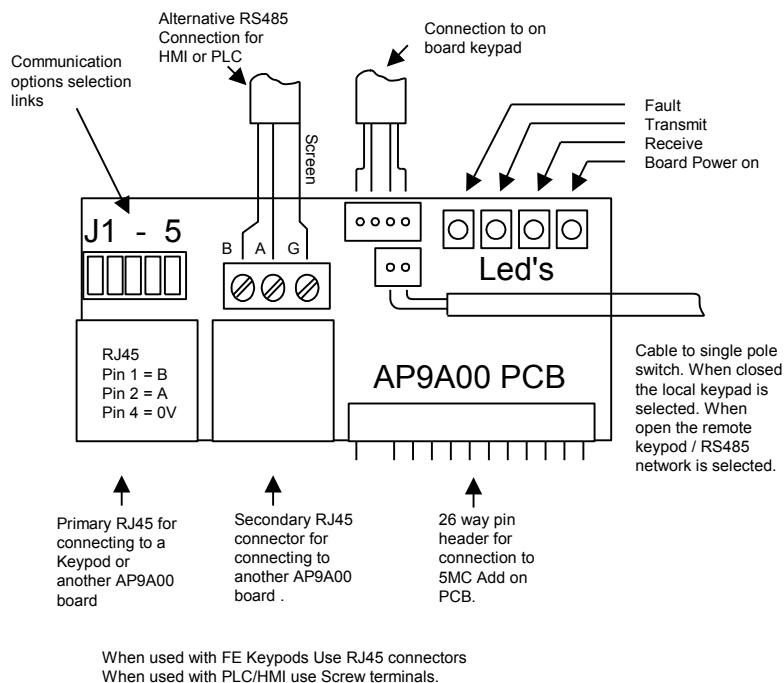 Alternative RS485
Connection for
HMI or PLC
Connection to on
board keypad
Communication
options selection
links
Fault
Transmit
Receive
Board Power on
Screen
J1 - 5
B A G
Led's
RJ45
Pin 1 = B
Pin 2 = A
Pin 4 = 0V
AP9A00 PCB
Cable to single pole
switch. When closed
the local keypad is
selected. When
open the remote
keypod / RS485
network is selected.
Primary RJ45 for
connecting to a
Keypod or
another AP9A00
board
Secondary RJ45
connector for
connecting to
another AP9A00
board .
26 way pin
header for
connection to
5MC Add on
PCB.
When used with FE Keypods Use RJ45 connectors
When used with PLC/HMI use Screw terminals.